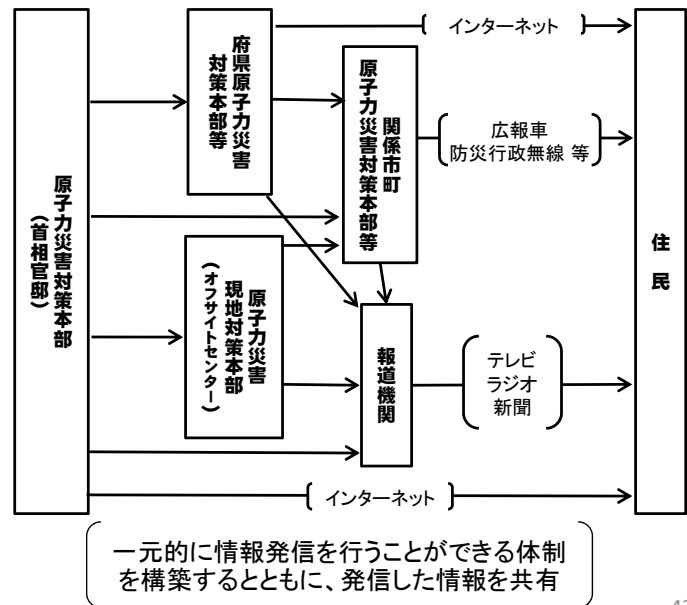 原子力災害対策本部
(首相官邸)
府県原子力災害
対策本部等
原子力災害
現地対策本部
(オフサイトセンター)
関係市町
原子力災害対策本部等
報道機関
インターネット
広報車
防災行政無線 等
テレビ
ラジオ
新聞
インターネット
住民
一元的に情報発信を行うことができる体制
を構築するとともに、発信した情報を共有